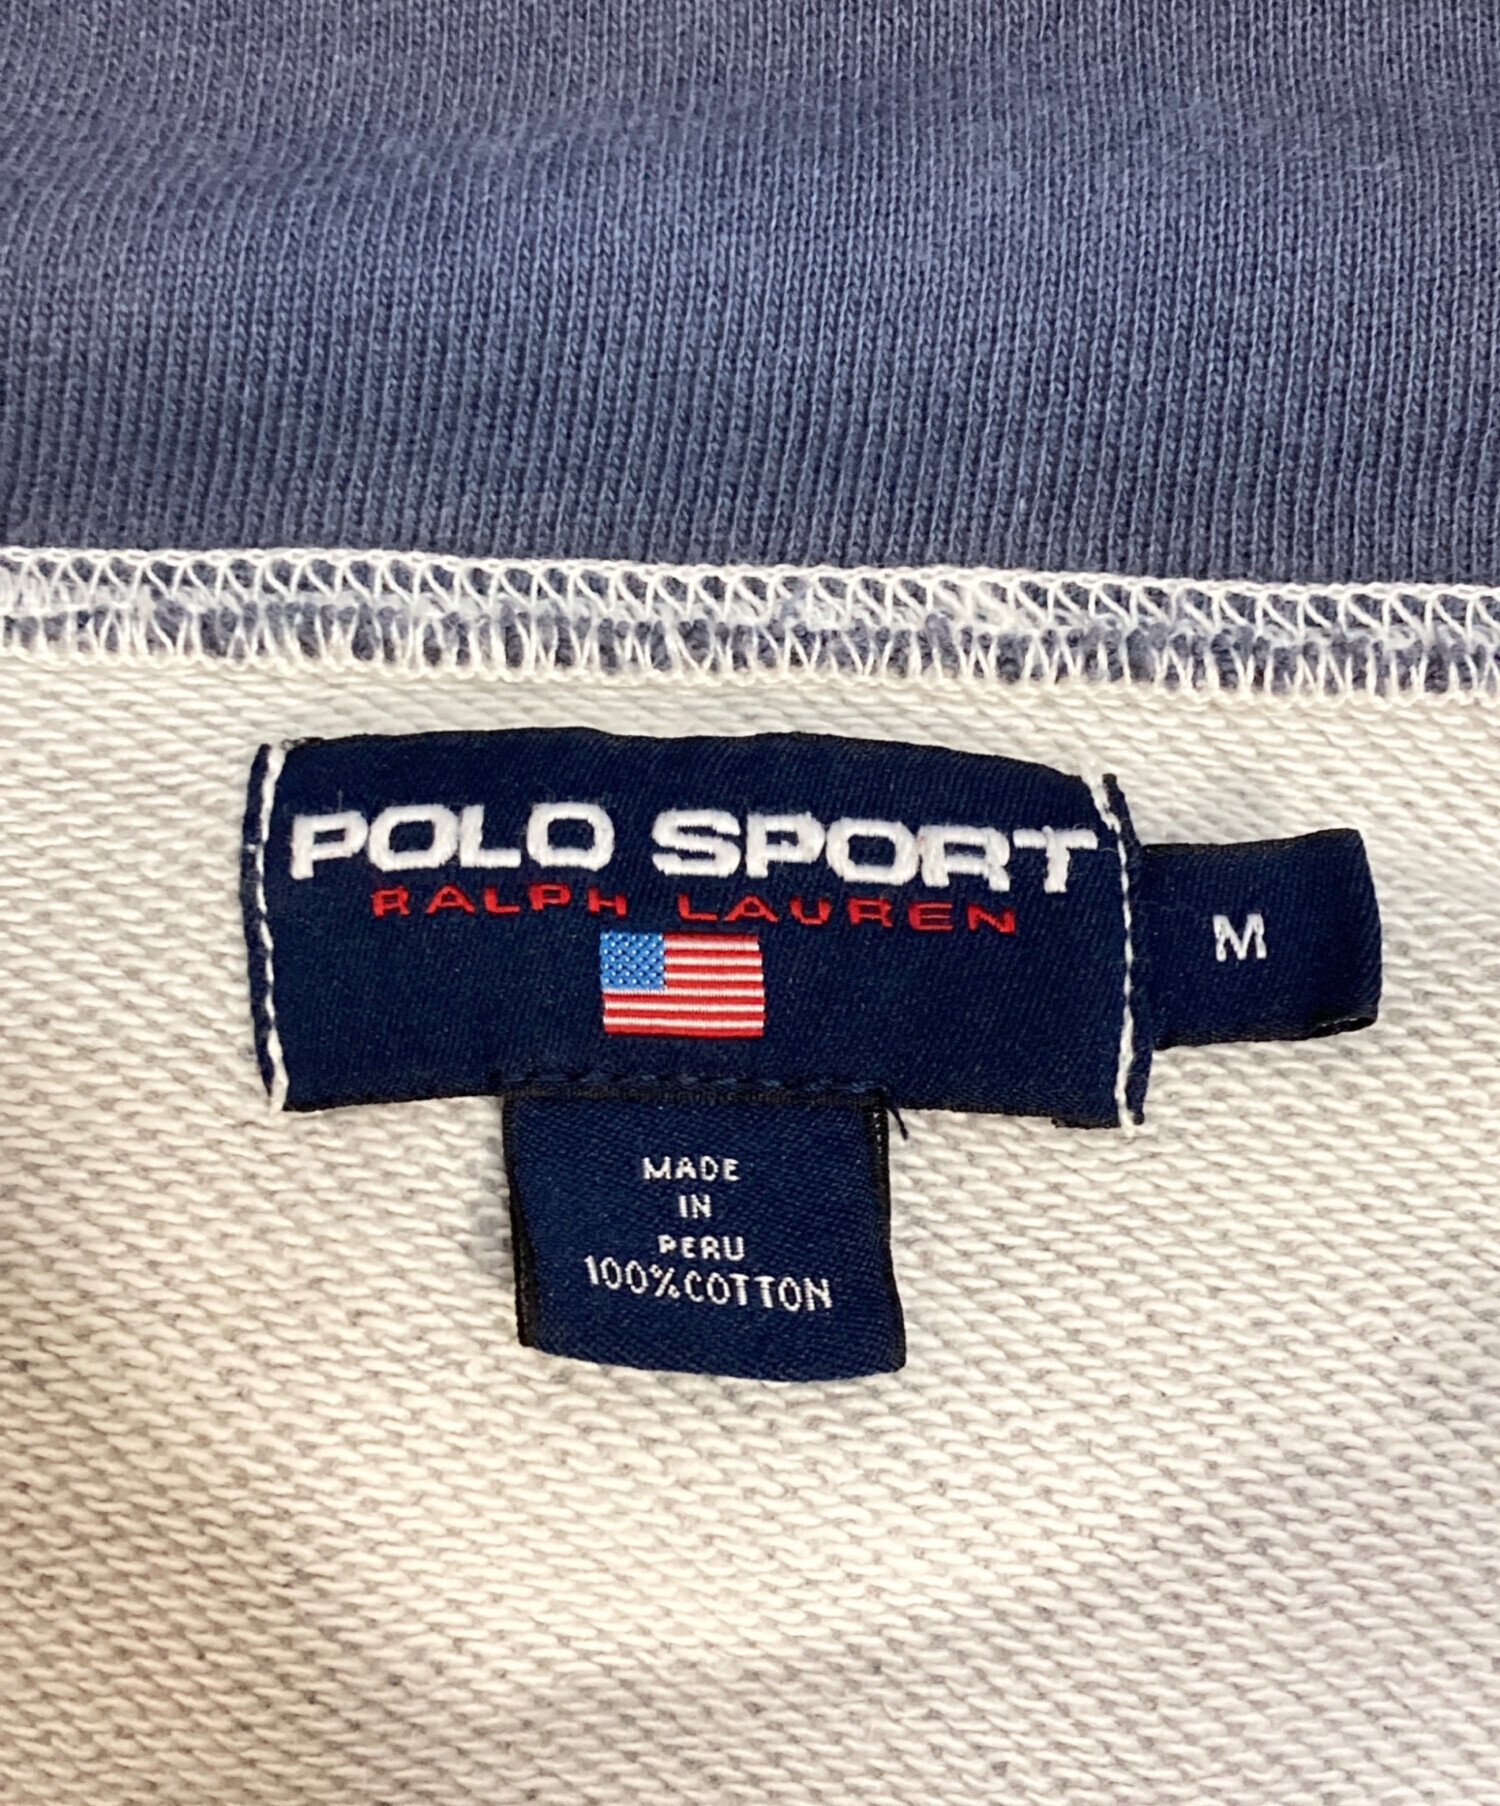 POLO SPORT
RALPH LAUREN
M
MADE
IN
PERU
100%COTTON